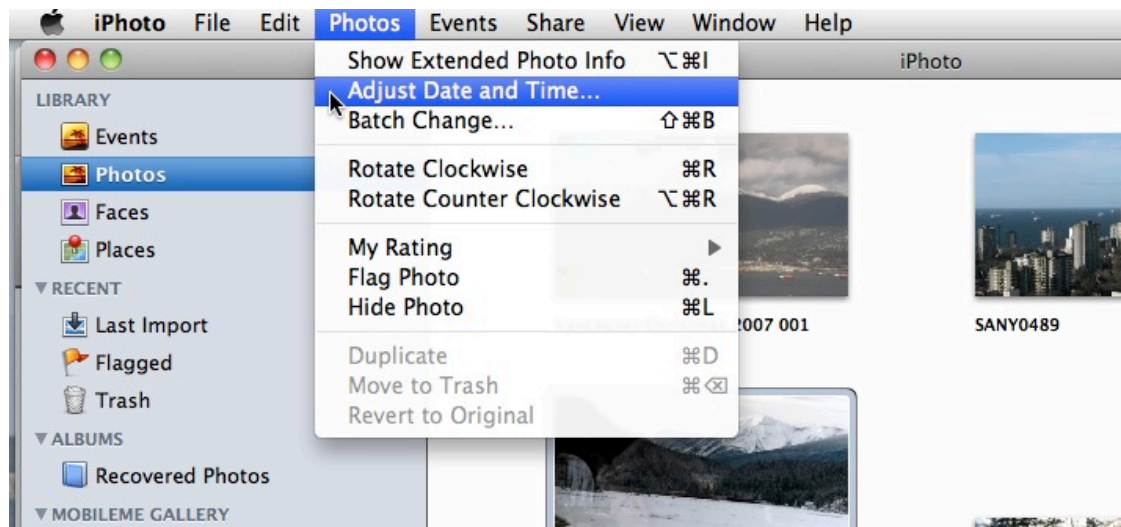 iPhoto File Edit Photos Events Share View Window Help
iPhoto
Show Extended Photo Info ⌥⌘I
Adjust Date and Time...
Batch Change... ⇧⌘B
Rotate Clockwise ⌘R
Rotate Counter Clockwise ⌥⌘R
My Rating
Flag Photo ⌘.
Hide Photo ⌘L
Duplicate ⌘D
Move to Trash ⌘⌫
Revert to Original
LIBRARY
Events
Photos
Faces
Places
RECENT
Last Import
Flagged
Trash
ALBUMS
Recovered Photos
MOBILEME GALLERY
2007 001
SANY0489